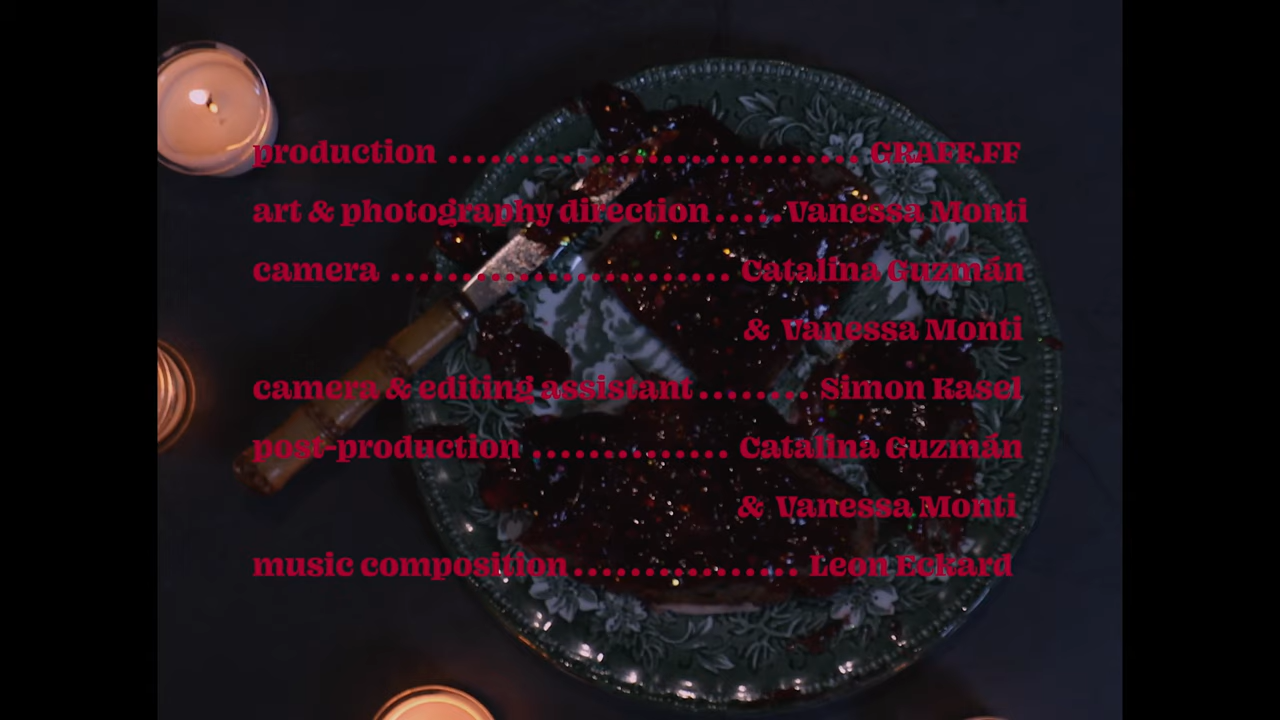 production ............................. GRAFF.FF
art & photography direction.....Vanessa Monti
camera ........................ Catalina Guzmán
& Vanessa Monti
camera & editing assistant........ Simon Kasel
post-production .............. Catalina Guzmán
& Vanessa Monti
music composition................ Leon Eckard